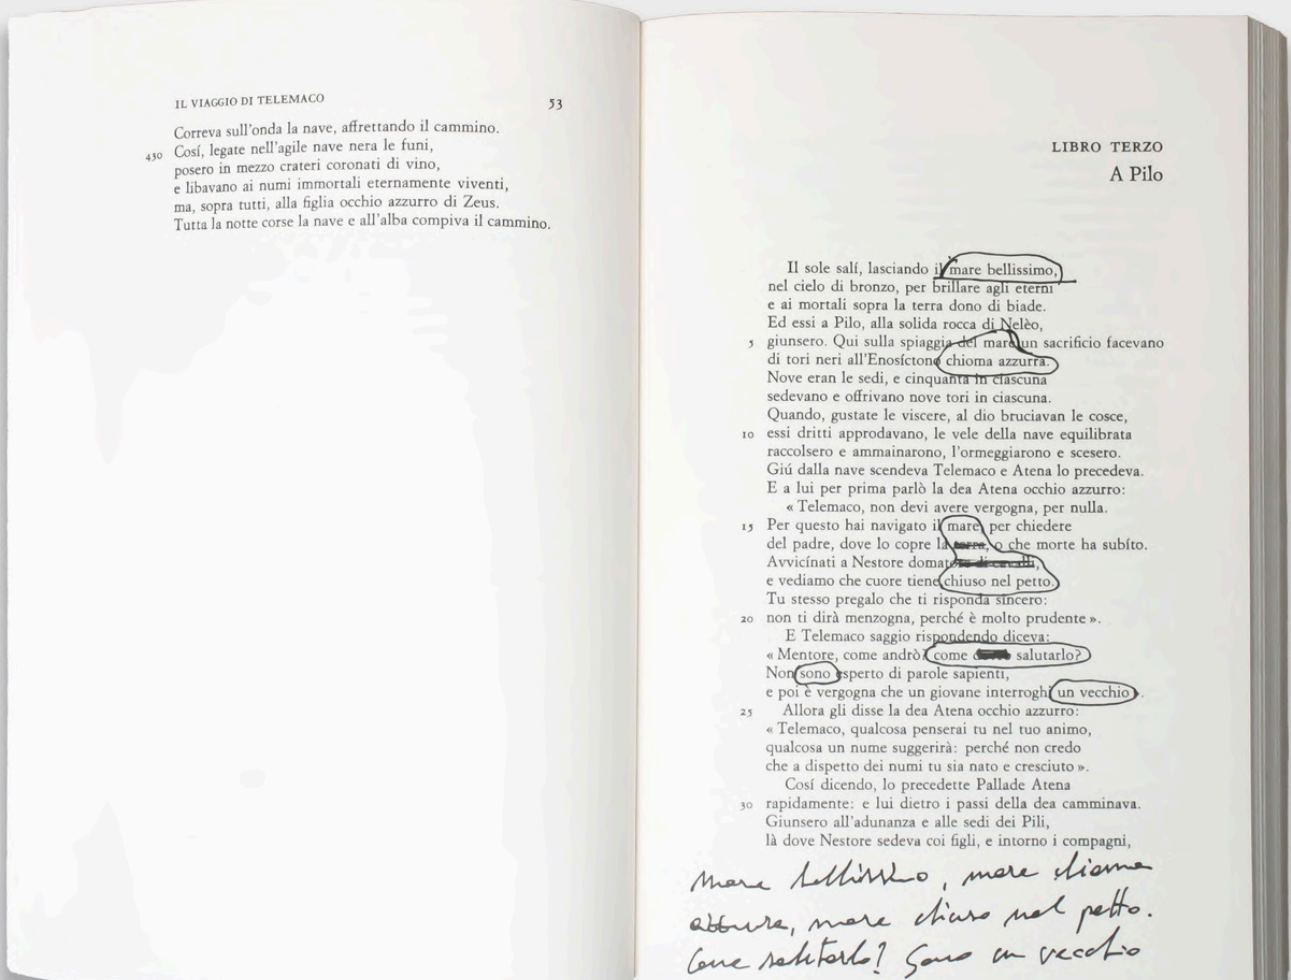 IL VIAGGIO DI TELEMACO 53
Correva sull'onda la nave, affrettando il cammino.
430 Cosí, legate nell'agile nave nera le funi,
posero in mezzo crateri coronati di vino,
e libavano ai numi immortali eternamente viventi,
ma, sopra tutti, alla figlia occhio azzurro di Zeus.
Tutta la notte corse la nave e all'alba compiva il cammino.
LIBRO TERZO
A Pilo
Il sole salí, lasciando il mare bellissimo,
nel cielo di bronzo, per brillare agli eterni
e ai mortali sopra la terra dono di biade.
Ed essi a Pilo, alla solida rocca di Nelèo,
5 giunsero. Qui sulla spiaggia del mare un sacrificio facevano
di tori neri all'Enosíctono chioma azzurra.
Nove eran le sedi, e cinquanta in ciascuna
sedevano e offrivano nove tori in ciascuna.
Quando, gustate le viscere, al dio bruciavan le cosce,
10 essi dritti approdavano, le vele della nave equilibrata
raccolsero e ammainarono, l'ormeggiarono e scesero.
Giú dalla nave scendeva Telemaco e Atena lo precedeva.
E a lui per prima parlò la dea Atena occhio azzurro:
« Telemaco, non devi avere vergogna, per nulla.
15 Per questo hai navigato il mare, per chiedere
del padre, dove lo copre la terra, o che morte ha subíto.
Avvicínati a Nestore domatore di cavalli,
e vediamo che cuore tiene chiuso nel petto.
Tu stesso pregalo che ti risponda sincero:
20 non ti dirà menzogna, perché è molto prudente ».
E Telemaco saggio rispondendo diceva:
« Mentore, come andrò? come salutarlo?
Non sono esperto di parole sapienti,
e poi è vergogna che un giovane interroghi un vecchio ».
25 Allora gli disse la dea Atena occhio azzurro:
« Telemaco, qualcosa penserai tu nel tuo animo,
qualcosa un nume suggerirà: perché non credo
che a dispetto dei numi tu sia nato e cresciuto ».
Cosí dicendo, lo precedette Pallade Atena
30 rapidamente: e lui dietro i passi della dea camminava.
Giunsero all'adunanza e alle sedi dei Pili,
là dove Nestore sedeva coi figli, e intorno i compagni,
mare bellissimo, mare chioma
azzurra, mare chiuso nel petto.
Come salutarlo? Sono un vecchio